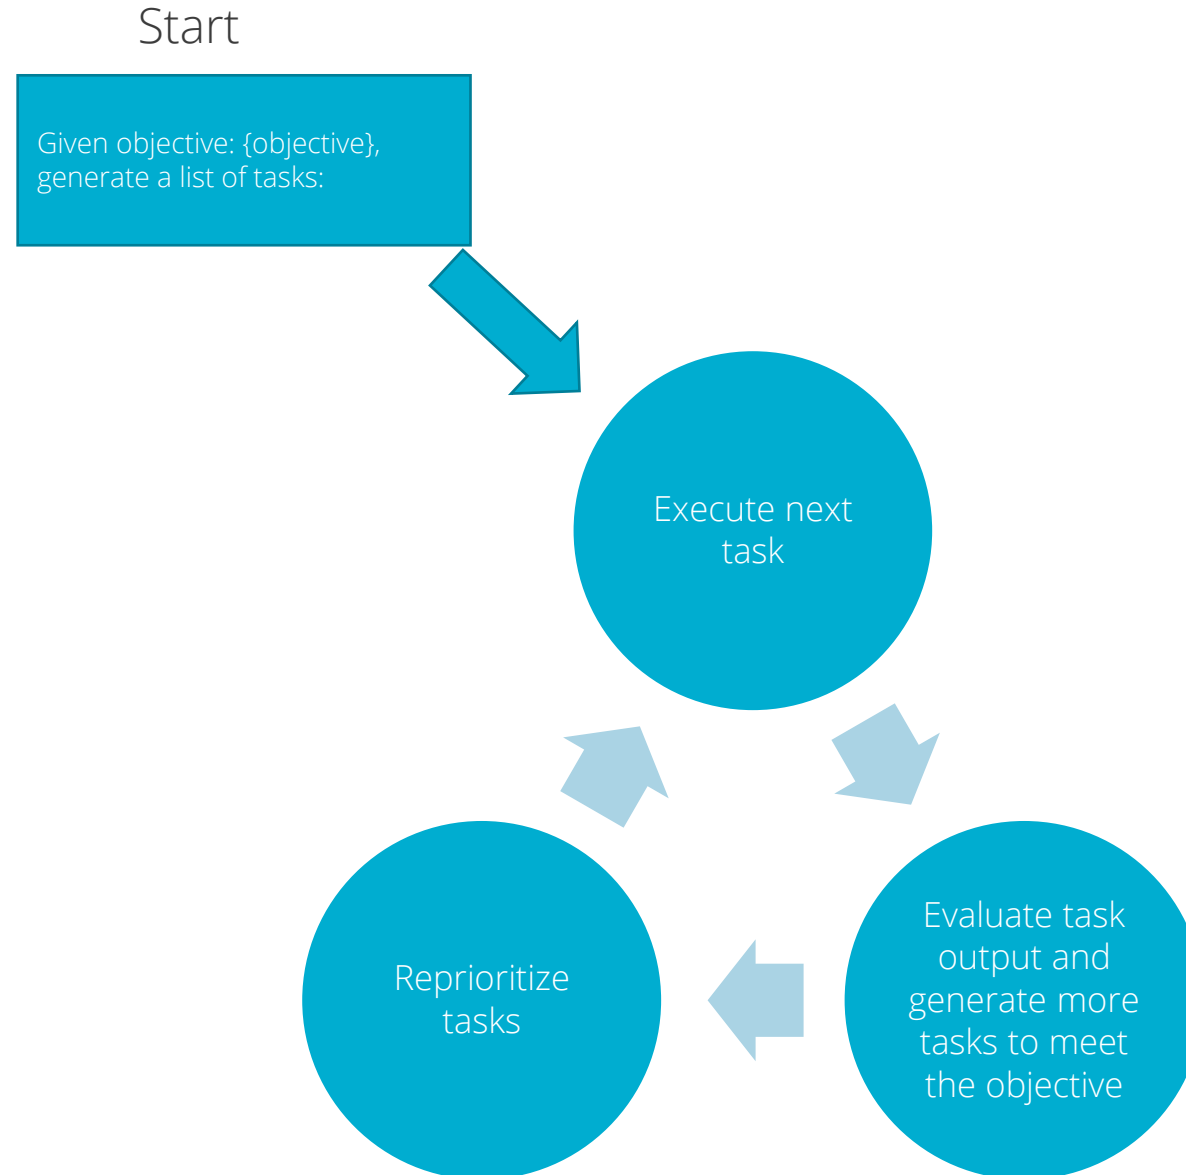 Start
Given objective: {objective},
generate a list of tasks:
Execute next
task
Evaluate task
output and
generate more
tasks to meet
the objective
Reprioritize
tasks